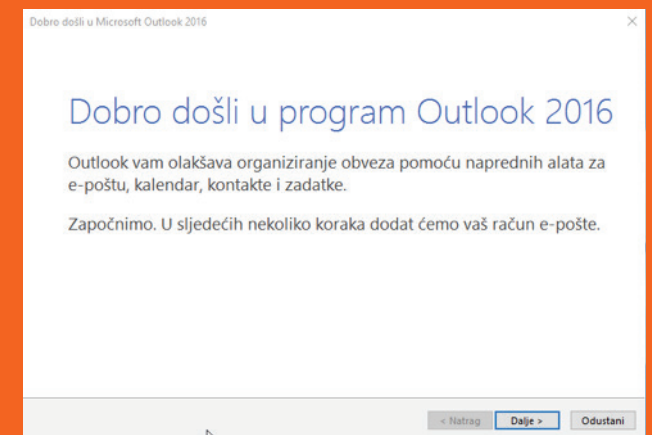 Dobro došli u Microsoft Outlook 2016
Dobro došli u program Outlook 2016
Outlook vam olakšava organiziranje obveza pomoću naprednih alata za
e-poštu, kalendar, kontakte i zadatke.
Započnimo. U sljedećih nekoliko koraka dodat ćemo vaš račun e-pošte.
< Natrag Dalje > Odustani